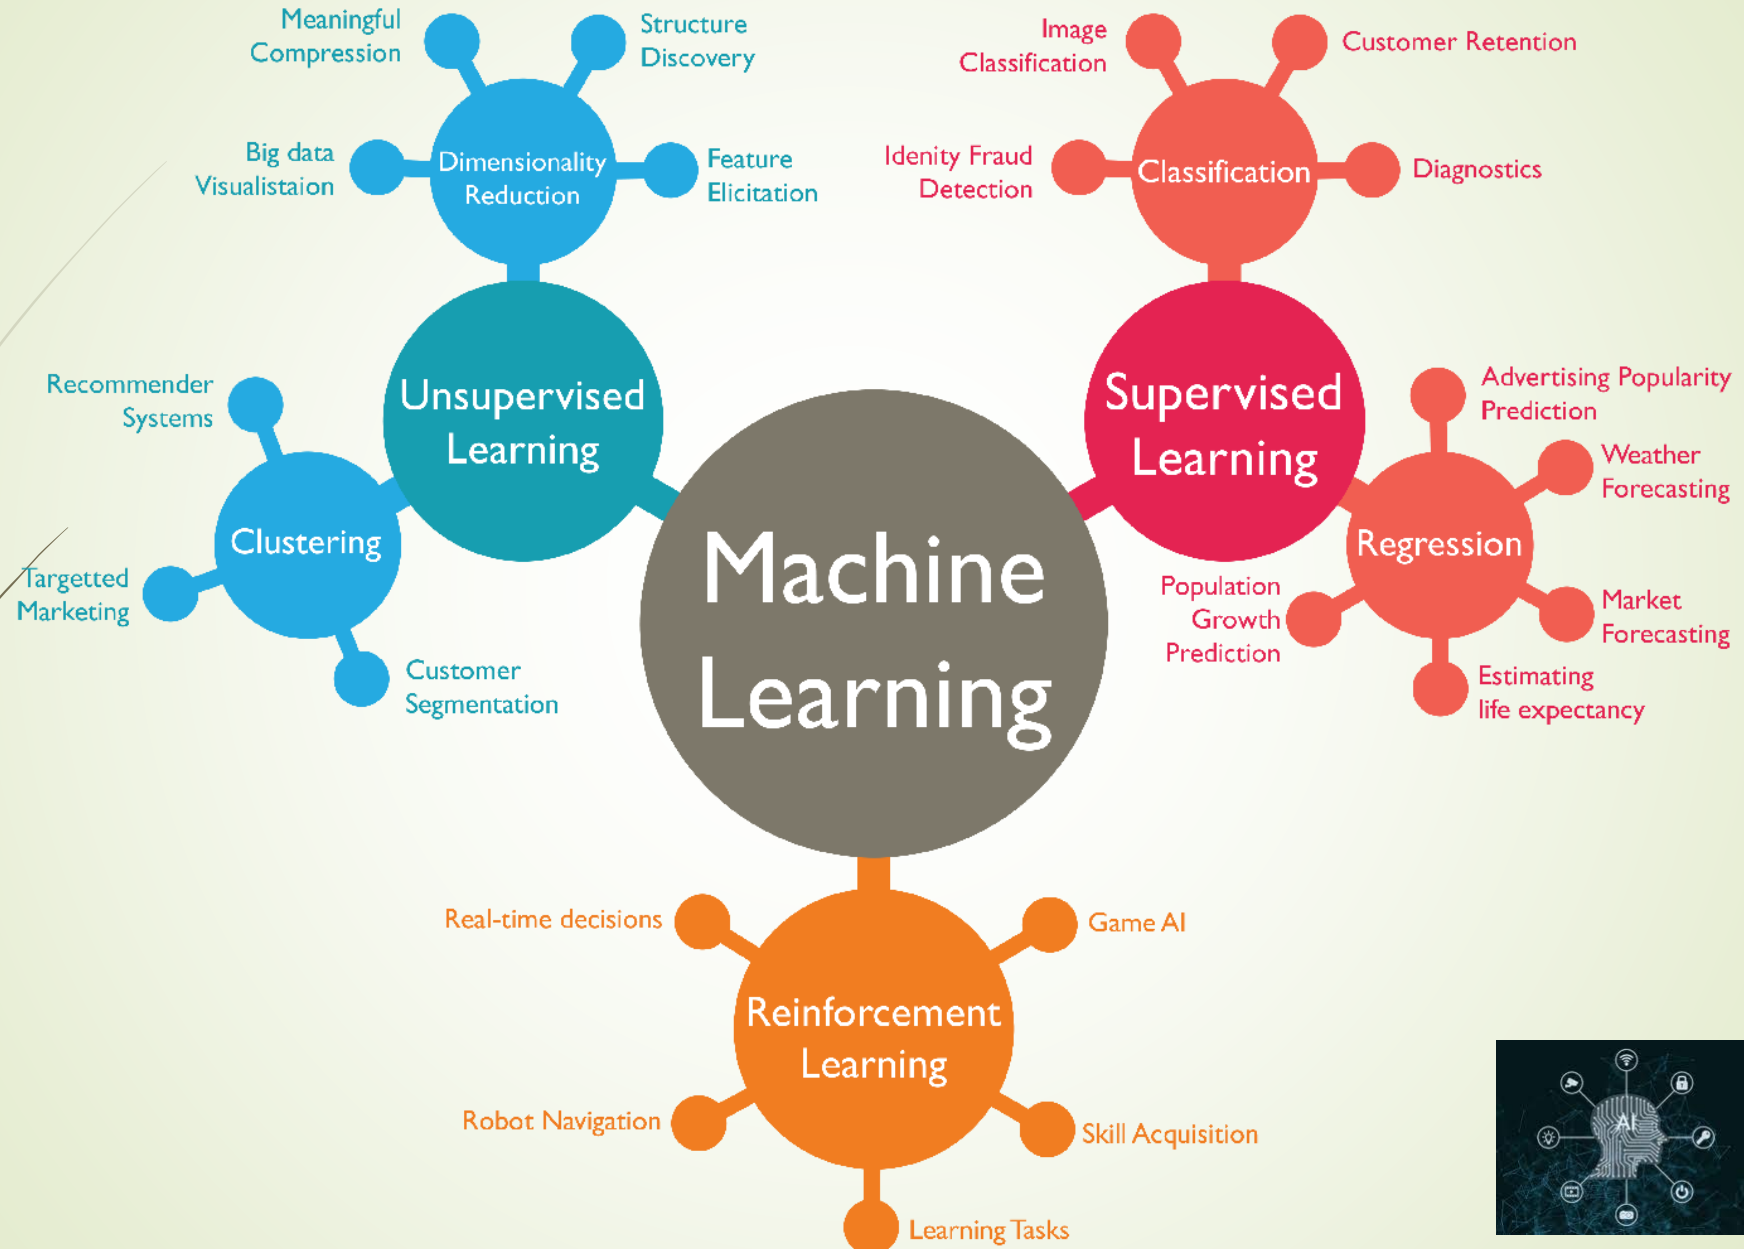 Meaningful
Compression
Structure
Discovery
Big data
Visualistaion
Dimensionality
Reduction
Feature
Elicitation
Image
Classification
Customer Retention
Idenity Fraud
Detection
Classification
Diagnostics
Recommender
Systems
Unsupervised
Learning
Clustering
Targetted
Marketing
Customer
Segmentation
Machine
Learning
Supervised
Learning
Advertising Popularity
Prediction
Weather
Forecasting
Regression
Population
Growth
Prediction
Market
Forecasting
Estimating
life expectancy
Real-time decisions
Game AI
Reinforcement
Learning
Robot Navigation
Skill Acquisition
Learning Tasks
AI